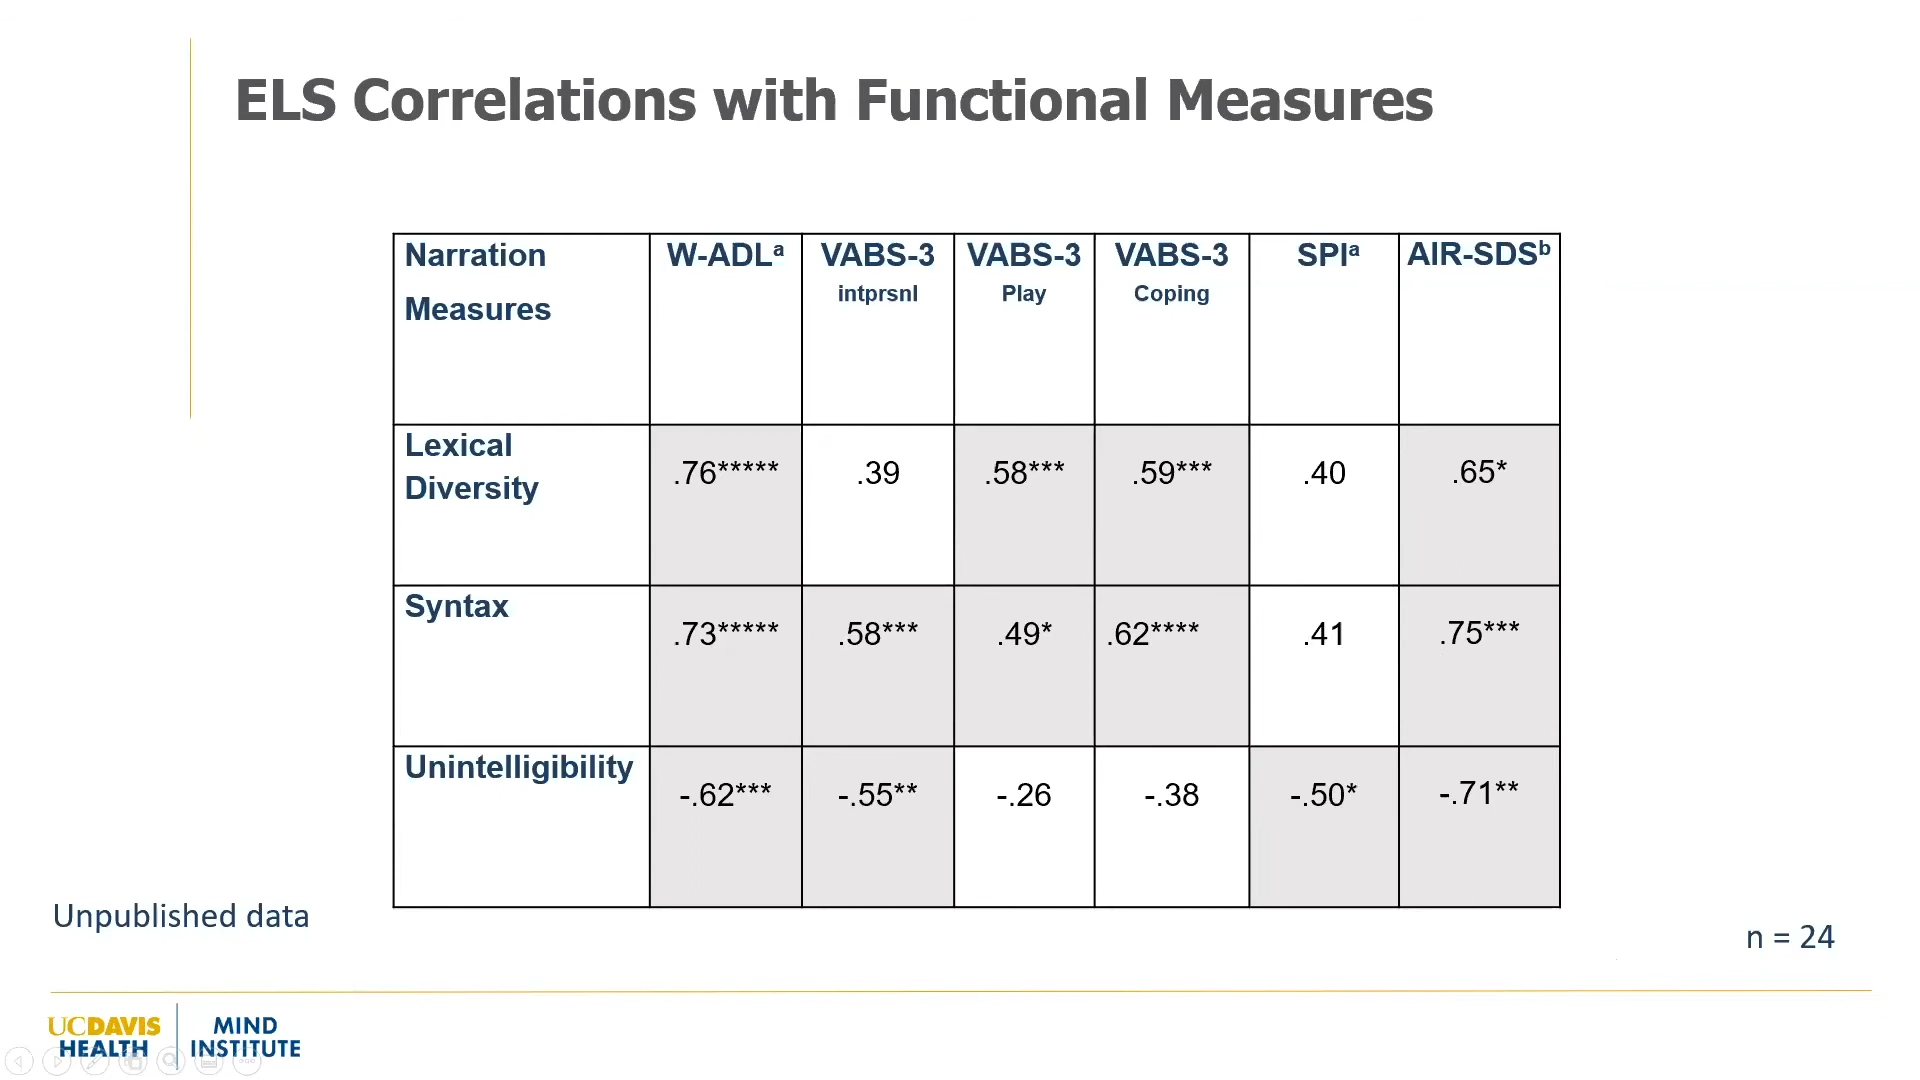 ELS Correlations with Functional Measures
Narration Measures W-ADLᵃ VABS-3 intprsnl VABS-3 Play VABS-3 Coping SPIᵃ AIR-SDSᵇ
Lexical Diversity .76***** .39 .58*** .59*** .40 .65*
Syntax .73***** .58*** .49* .62**** .41 .75***
Unintelligibility -.62*** -.55** -.26 -.38 -.50* -.71**
Unpublished data
n = 24
UCDAVIS HEALTH
MIND INSTITUTE